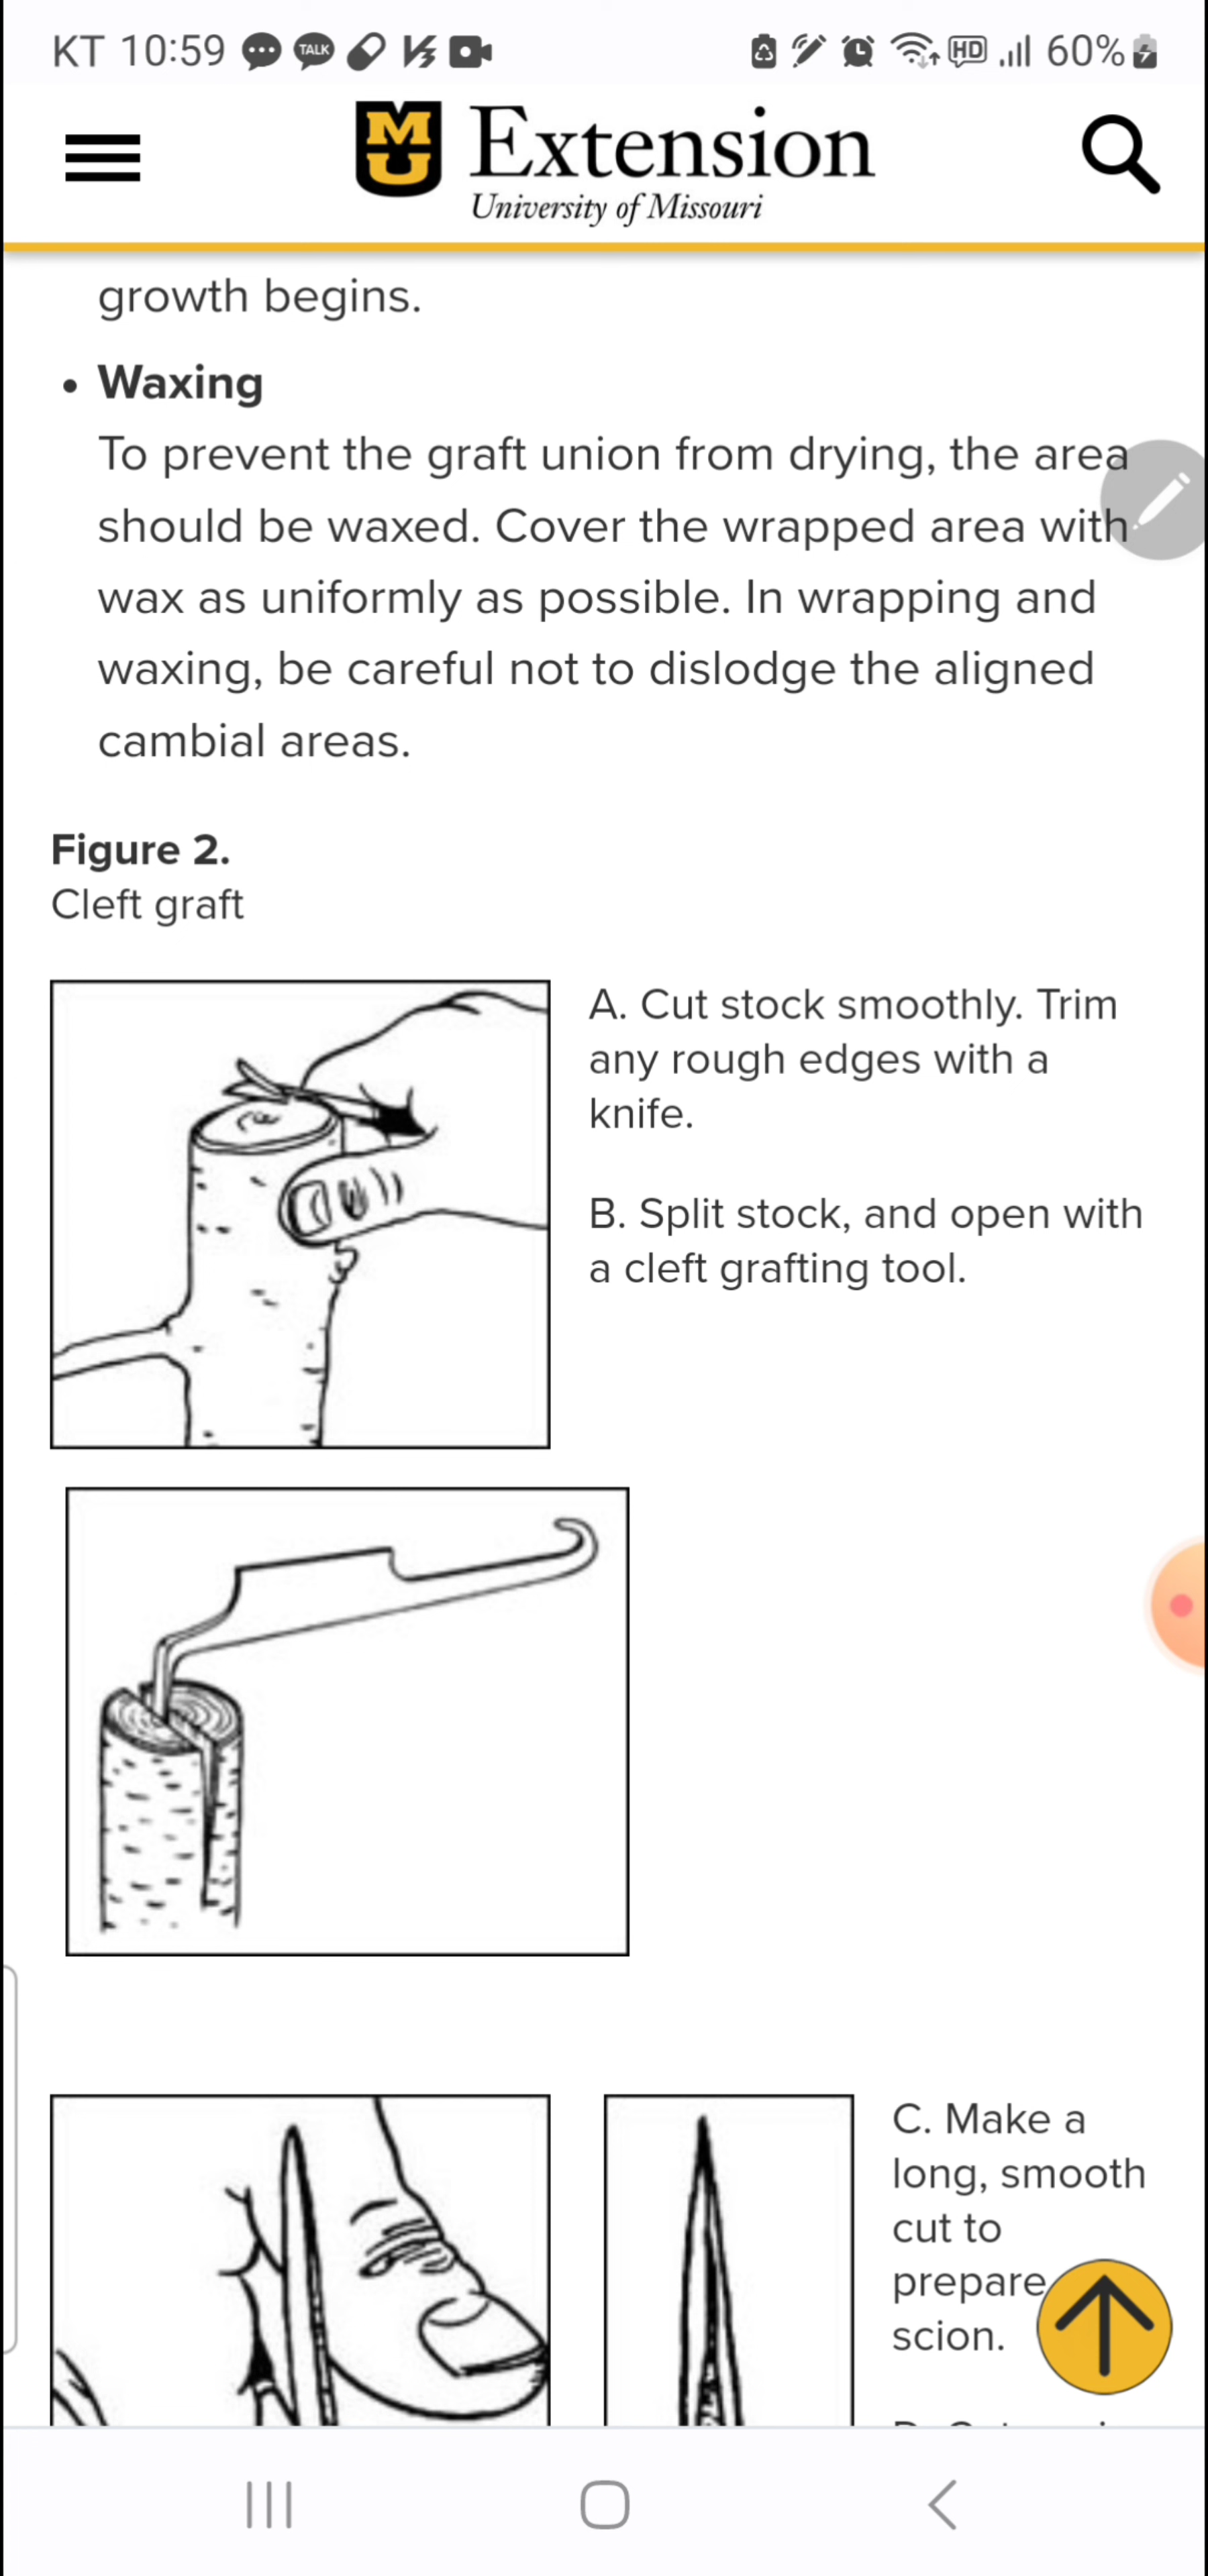 KT 10:59
TALK
HD
60%
MU
Extension
University of Missouri
growth begins.
• Waxing
To prevent the graft union from drying, the area
should be waxed. Cover the wrapped area with
wax as uniformly as possible. In wrapping and
waxing, be careful not to dislodge the aligned
cambial areas.
Figure 2.
Cleft graft
A. Cut stock smoothly. Trim
any rough edges with a
knife.
B. Split stock, and open with
a cleft grafting tool.
C. Make a
long, smooth
cut to
prepare
scion.